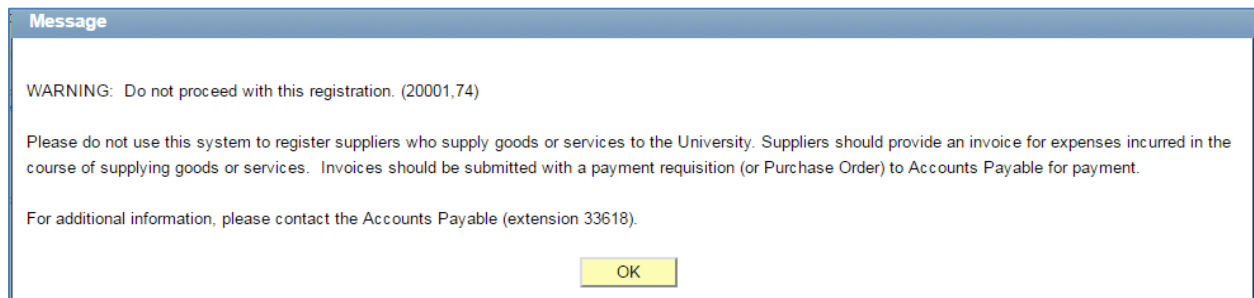 Message
WARNING:  Do not proceed with this registration. (20001,74)
Please do not use this system to register suppliers who supply goods or services to the University. Suppliers should provide an invoice for expenses incurred in the
course of supplying goods or services.  Invoices should be submitted with a payment requisition (or Purchase Order) to Accounts Payable for payment.
For additional information, please contact the Accounts Payable (extension 33618).
OK